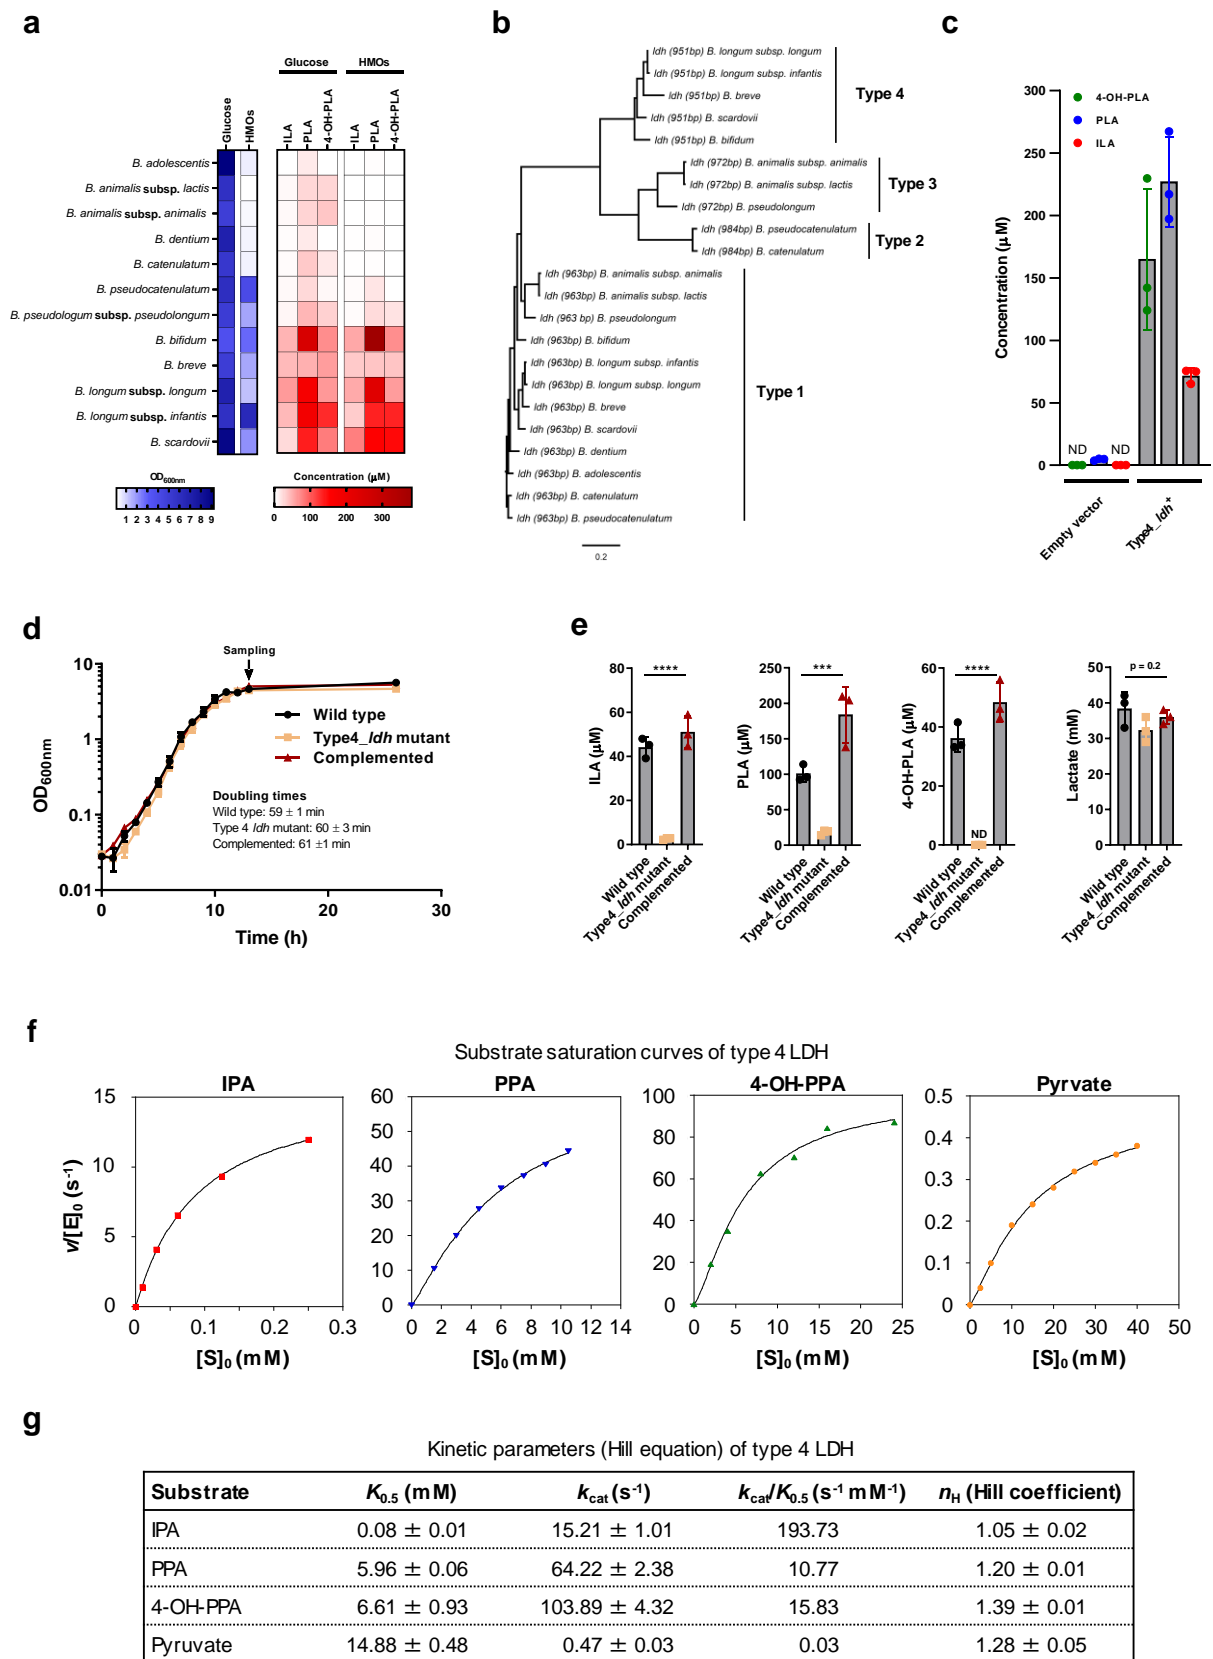 a
Glucose
HMOs
Glucose
HMOs
ILA
PLA
4-OH-PLA
ILA
PLA
4-OH-PLA
B. adolescentis
B. animalis subsp. lactis
B. animalis subsp. animalis
B. dentium
B. catenulatum
B. pseudocatenulatum
B. pseudologum subsp. pseudolongum
B. bifidum
B. breve
B. longum subsp. longum
B. longum subsp. infantis
B. scardovii
OD600nm
1 2 3 4 5 6 7 8 9
Concentration (µM)
0 100 200 300
b
ldh (951bp) B. longum subsp. longum
ldh (951bp) B. longum subsp. infantis
ldh (951bp) B. breve
ldh (951bp) B. scardovii
ldh (951bp) B. bifidum
Type 4
ldh (972bp) B. animalis subsp. animalis
ldh (972bp) B. animalis subsp. lactis
ldh (972bp) B. pseudolongum
Type 3
ldh (984bp) B. pseudocatenulatum
ldh (984bp) B. catenulatum
Type 2
ldh (963bp) B. animalis subsp. animalis
ldh (963bp) B. animalis subsp. lactis
ldh (963 bp) B. pseudolongum
ldh (963bp) B. bifidum
ldh (963bp) B. longum subsp. infantis
ldh (963bp) B. longum subsp. longum
ldh (963bp) B. breve
ldh (963bp) B. scardovii
ldh (963bp) B. dentium
ldh (963bp) B. adolescentis
ldh (963bp) B. catenulatum
ldh (963bp) B. pseudocatenulatum
Type 1
0.2
c
Concentration (µM)
300
250
200
150
100
50
0
4-OH-PLA
PLA
ILA
ND
ND
Empty vector
Type4_ldh+
d
OD600nm
10
1
0.1
0.01
Sampling
Wild type
Type4_ldh mutant
Complemented
Doubling times
Wild type: 59 ± 1 min
Type 4 ldh mutant: 60 ± 3 min
Complemented: 61 ±1 min
0 10 20 30
Time (h)
e
ILA (µM)
80
60
40
20
0
****
Wild type
Type4_ldh mutant
Complemented
PLA (µM)
250
200
150
100
50
0
***
Wild type
Type4_ldh mutant
Complemented
4-OH-PLA (µM)
60
40
20
0
****
ND
Wild type
Type4_ldh mutant
Complemented
Lactate (mM)
50
40
30
20
10
0
p = 0.2
Wild type
Type4_ldh mutant
Complemented
f
Substrate saturation curves of type 4 LDH
v/[E]0 (s-1)
IPA
15
10
5
0
0 0.1 0.2 0.3
[S]0 (mM)
PPA
60
50
40
30
20
10
0
0 2 4 6 8 10 12 14
[S]0 (mM)
4-OH-PPA
100
80
60
40
20
0
0 5 10 15 20 25
[S]0 (mM)
Pyrvate
0.5
0.4
0.3
0.2
0.1
0
0 10 20 30 40 50
[S]0 (mM)
g
Kinetic parameters (Hill equation) of type 4 LDH
Substrate K0.5 (mM) kcat (s-1) kcat/K0.5 (s-1 mM-1) nH (Hill coefficient)
IPA 0.08 ± 0.01 15.21 ± 1.01 193.73 1.05 ± 0.02
PPA 5.96 ± 0.06 64.22 ± 2.38 10.77 1.20 ± 0.01
4-OH-PPA 6.61 ± 0.93 103.89 ± 4.32 15.83 1.39 ± 0.01
Pyruvate 14.88 ± 0.48 0.47 ± 0.03 0.03 1.28 ± 0.05